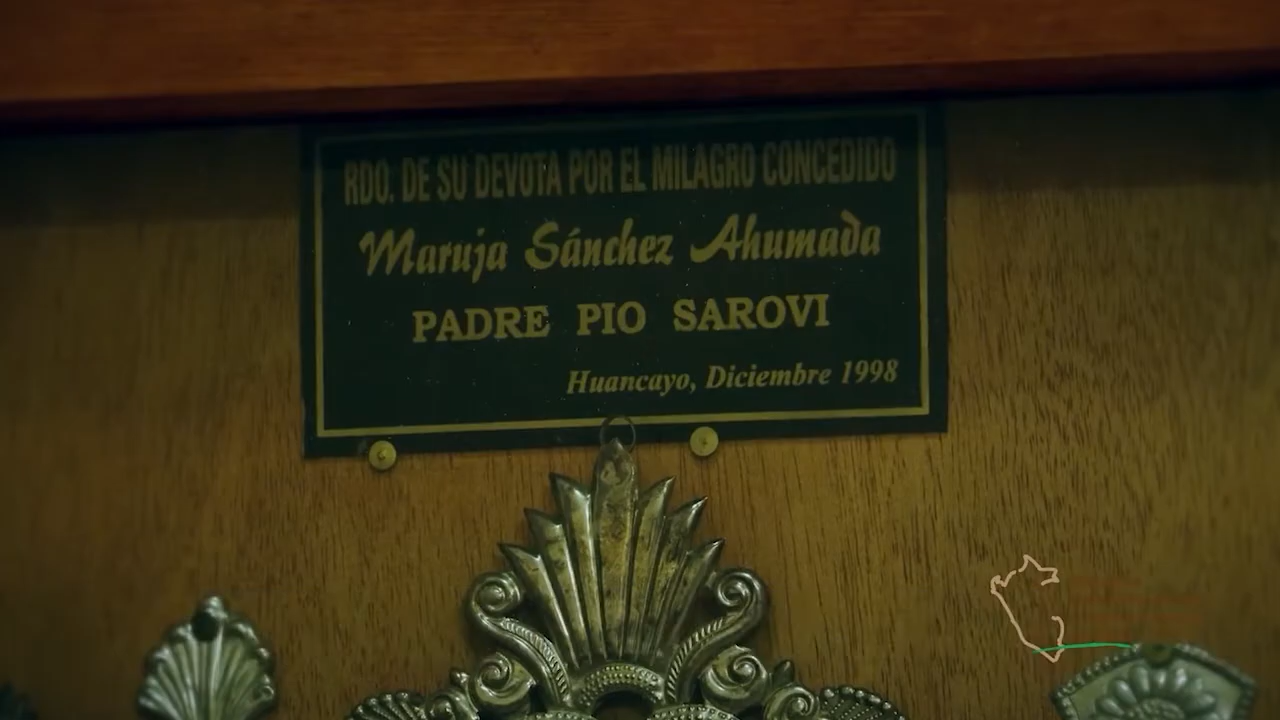 RDO. DE SU DEVOTA POR EL MILAGRO CONCEDIDO
Maruja Sánchez Ahumada
PADRE PIO SAROVI
Huancayo, Diciembre 1998